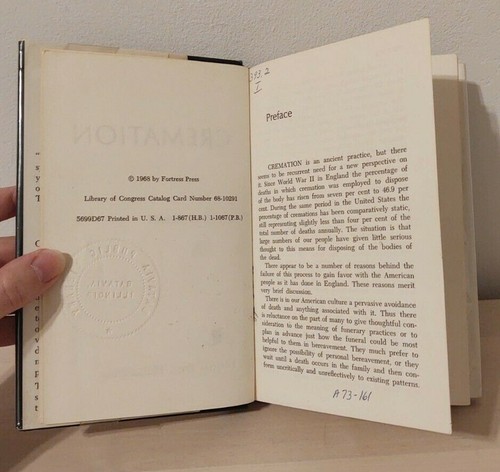 © 1968 by Fortress Press
Library of Congress Catalog Card Number 68-10291
5699D67 Printed in U. S. A. 1-867(H.B.) 1-1067(P.B.)
393.2
I
Preface
CREMATION is an ancient practice, but there
seems to be recurrent need for a new perspective on
it. Since World War II in England the percentage of
deaths in which cremation was employed to dispose
of the body has risen from seven per cent to 46.9 per
cent. During the same period in the United States the
percentage of cremations has been comparatively static,
still representing slightly less than four per cent of the
total number of deaths annually. The situation is that
large numbers of our people have given little serious
thought to this means for disposing of the bodies of
the dead.
There appear to be a number of reasons behind the
failure of this process to gain favor with the American
people as it has done in England. These reasons merit
very brief discussion.
There is in our American culture a pervasive avoidance
of death and anything associated with it. Thus there
is reluctance on the part of many to give thoughtful con-
sideration to the meaning of funerary practices or to
plan in advance just how the funeral could be most
helpful to them in bereavement. They much prefer to
ignore the possibility of personal bereavement, or they
wait until a death occurs in the family and then con-
form uncritically and unreflectively to existing patterns.
A73-161